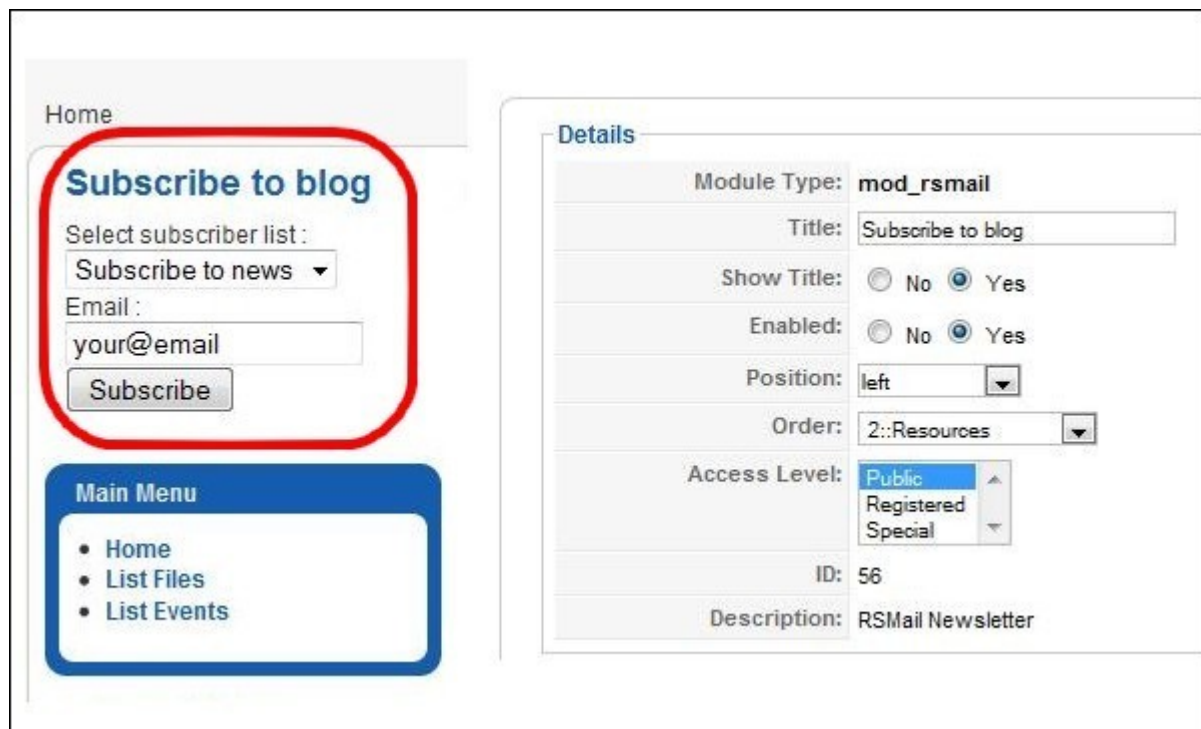 Home
Subscribe to blog
Select subscriber list :
Subscribe to news
Email :
your@email
Subscribe
Main Menu
Home
List Files
List Events
Details
Module Type: mod_rsmail
Title: Subscribe to blog
Show Title: No Yes
Enabled: No Yes
Position: left
Order: 2::Resources
Access Level: Public
Registered
Special
ID: 56
Description: RSMail Newsletter